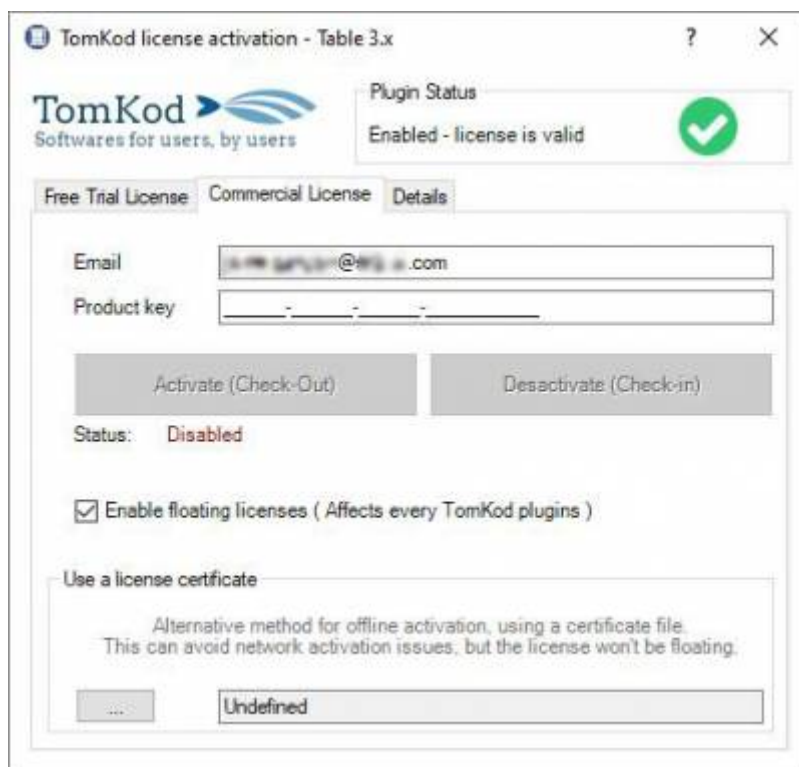 TomKod license activation - Table 3.x
?
TomKod
Softwares for users, by users
Plugin Status
Enabled - license is valid
Free Trial License
Commercial License
Details
Email
@
.com
Product key
Activate (Check-Out)
Desactivate (Check-in)
Status: Disabled
Enable floating licenses ( Affects every TomKod plugins )
Use a license certificate
Alternative method for offline activation, using a certificate file.
This can avoid network activation issues, but the license won't be floating.
...
Undefined